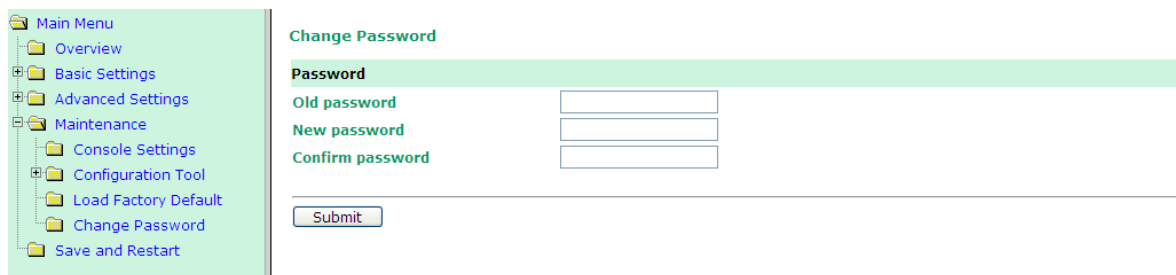 Main Menu
Overview
Basic Settings
Advanced Settings
Maintenance
Console Settings
Configuration Tool
Load Factory Default
Change Password
Save and Restart
Change Password
Password
Old password
New password
Confirm password
Submit